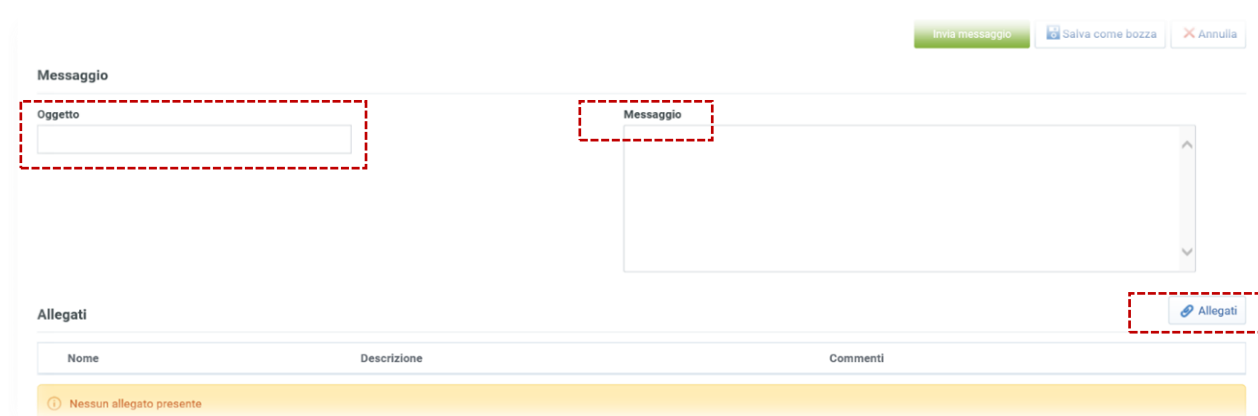 Invia messaggio Salva come bozza Annulla
Messaggio
Oggetto Messaggio
Allegati Allegati
Nome Descrizione Commenti
Nessun allegato presente